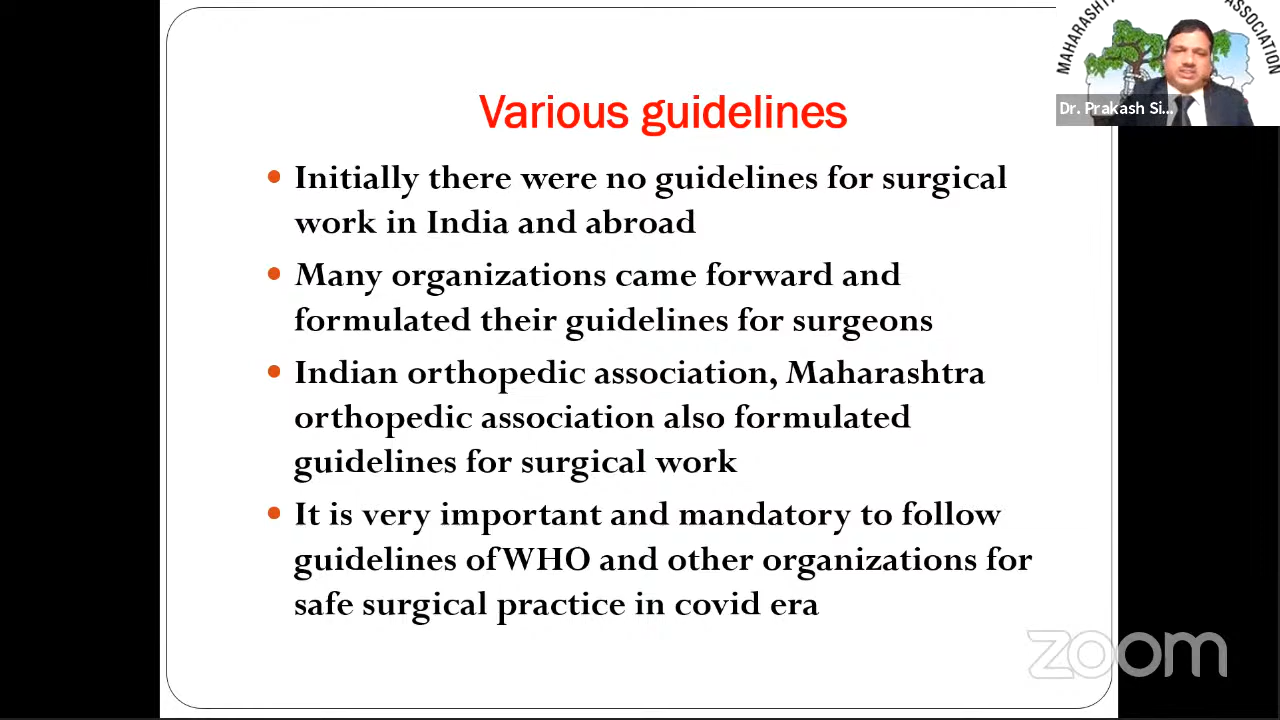 MAHARASHT
ASSOCIATION
Dr. Prakash Si...
Various guidelines
Initially there were no guidelines for surgical
work in India and abroad
Many organizations came forward and
formulated their guidelines for surgeons
Indian orthopedic association, Maharashtra
orthopedic association also formulated
guidelines for surgical work
It is very important and mandatory to follow
guidelines of WHO and other organizations for
safe surgical practice in covid era
zoom